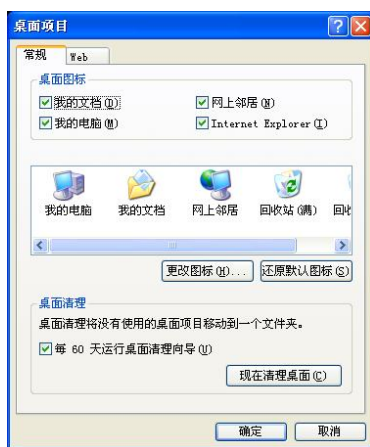 桌面项目
常规 Web
桌面图标
我的文档(D) 网上邻居(N)
我的电脑(M) Internet Explorer(I)
我的电脑 我的文档 网上邻居 回收站(满) 回收
更改图标(H)... 还原默认图标(S)
桌面清理
桌面清理将没有使用的桌面项目移动到一个文件夹。
每 60 天运行桌面清理向导(U)
现在清理桌面(C)
确定 取消